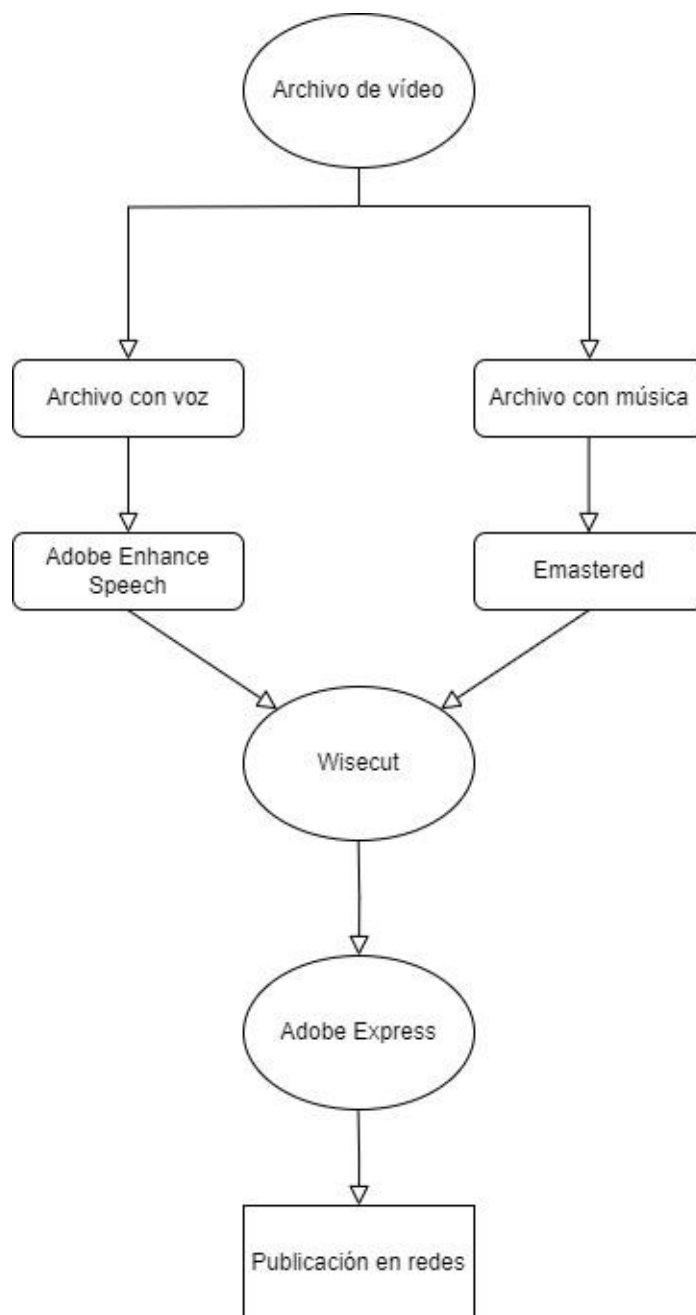 Archivo de vídeo
Archivo con voz
Archivo con música
Adobe Enhance
Speech
Emastered
Wisecut
Adobe Express
Publicación en redes